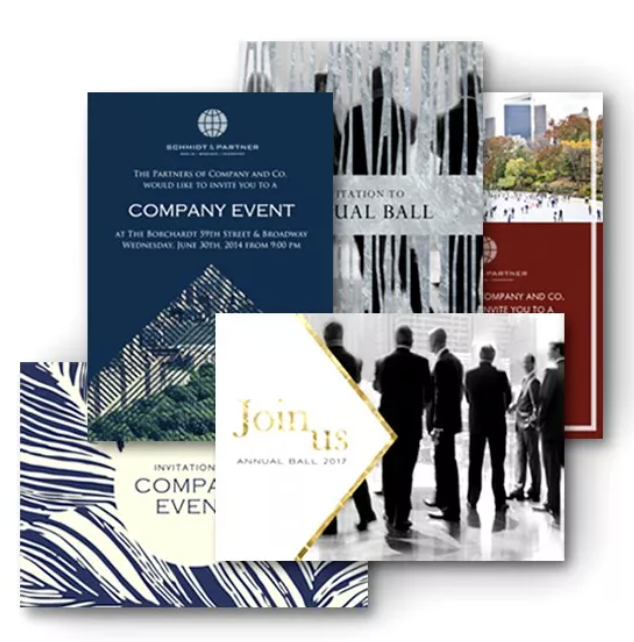 SCHMIDT & PARTNER
THE PARTNERS OF COMPANY AND CO.
WOULD LIKE TO INVITE YOU TO A
COMPANY EVENT
AT THE BORCHARDT 59TH STREET & BROADWAY
WEDNESDAY, JUNE 30TH, 2014 FROM 9:00 PM
ITATION TO
UAL BALL
PARTNER
OMPANY AND CO.
NVITE YOU TO A
Join
us
ANNUAL BALL 2017
INVITATION
COMPA
EVEN